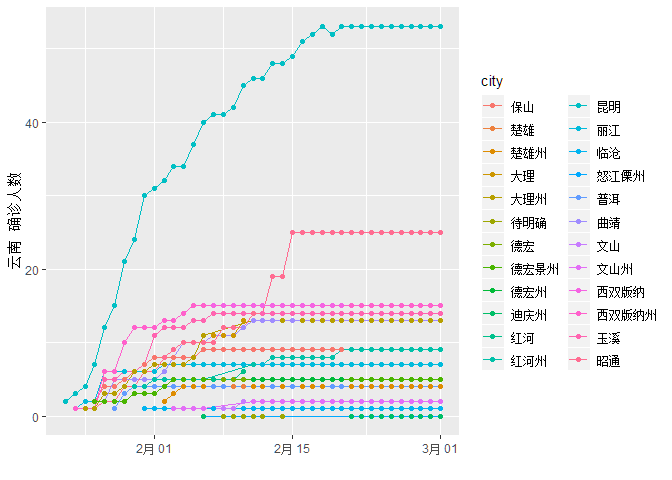 city
保山
楚雄
楚雄州
大理
大理州
待明确
德宏
德宏景州
德宏州
迪庆州
红河
红河州
昆明
丽江
临沧
怒江傈州
普洱
曲靖
文山
文山州
西双版纳
西双版纳州
玉溪
昭通
云南 确诊人数
40
20
0
2月 01
2月 15
3月 01